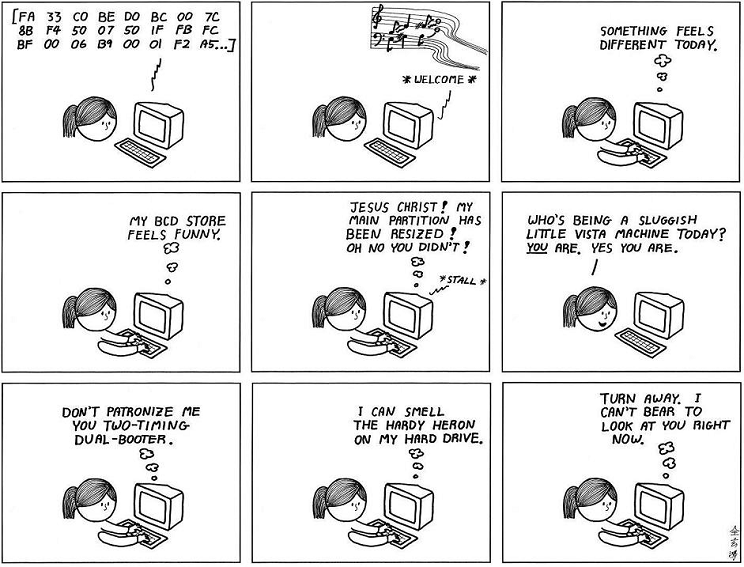 [FA 33 C0 BE D0 BC 00 7C
8B F4 50 07 50 1F FB FC
BF 00 06 B9 00 01 F2 A5...]
*WELCOME*
SOMETHING FEELS
DIFFERENT TODAY.
MY BCD STORE
FEELS FUNNY.
JESUS CHRIST! MY
MAIN PARTITION HAS
BEEN RESIZED!
OH NO YOU DIDN'T!
*STALL*
WHO'S BEING A SLUGGISH
LITTLE VISTA MACHINE TODAY?
YOU ARE. YES YOU ARE.
DON'T PATRONIZE ME
YOU TWO-TIMING
DUAL-BOOTER.
I CAN SMELL
THE HARDY HERON
ON MY HARD DRIVE.
TURN AWAY. I
CAN'T BEAR TO
LOOK AT YOU RIGHT
NOW.